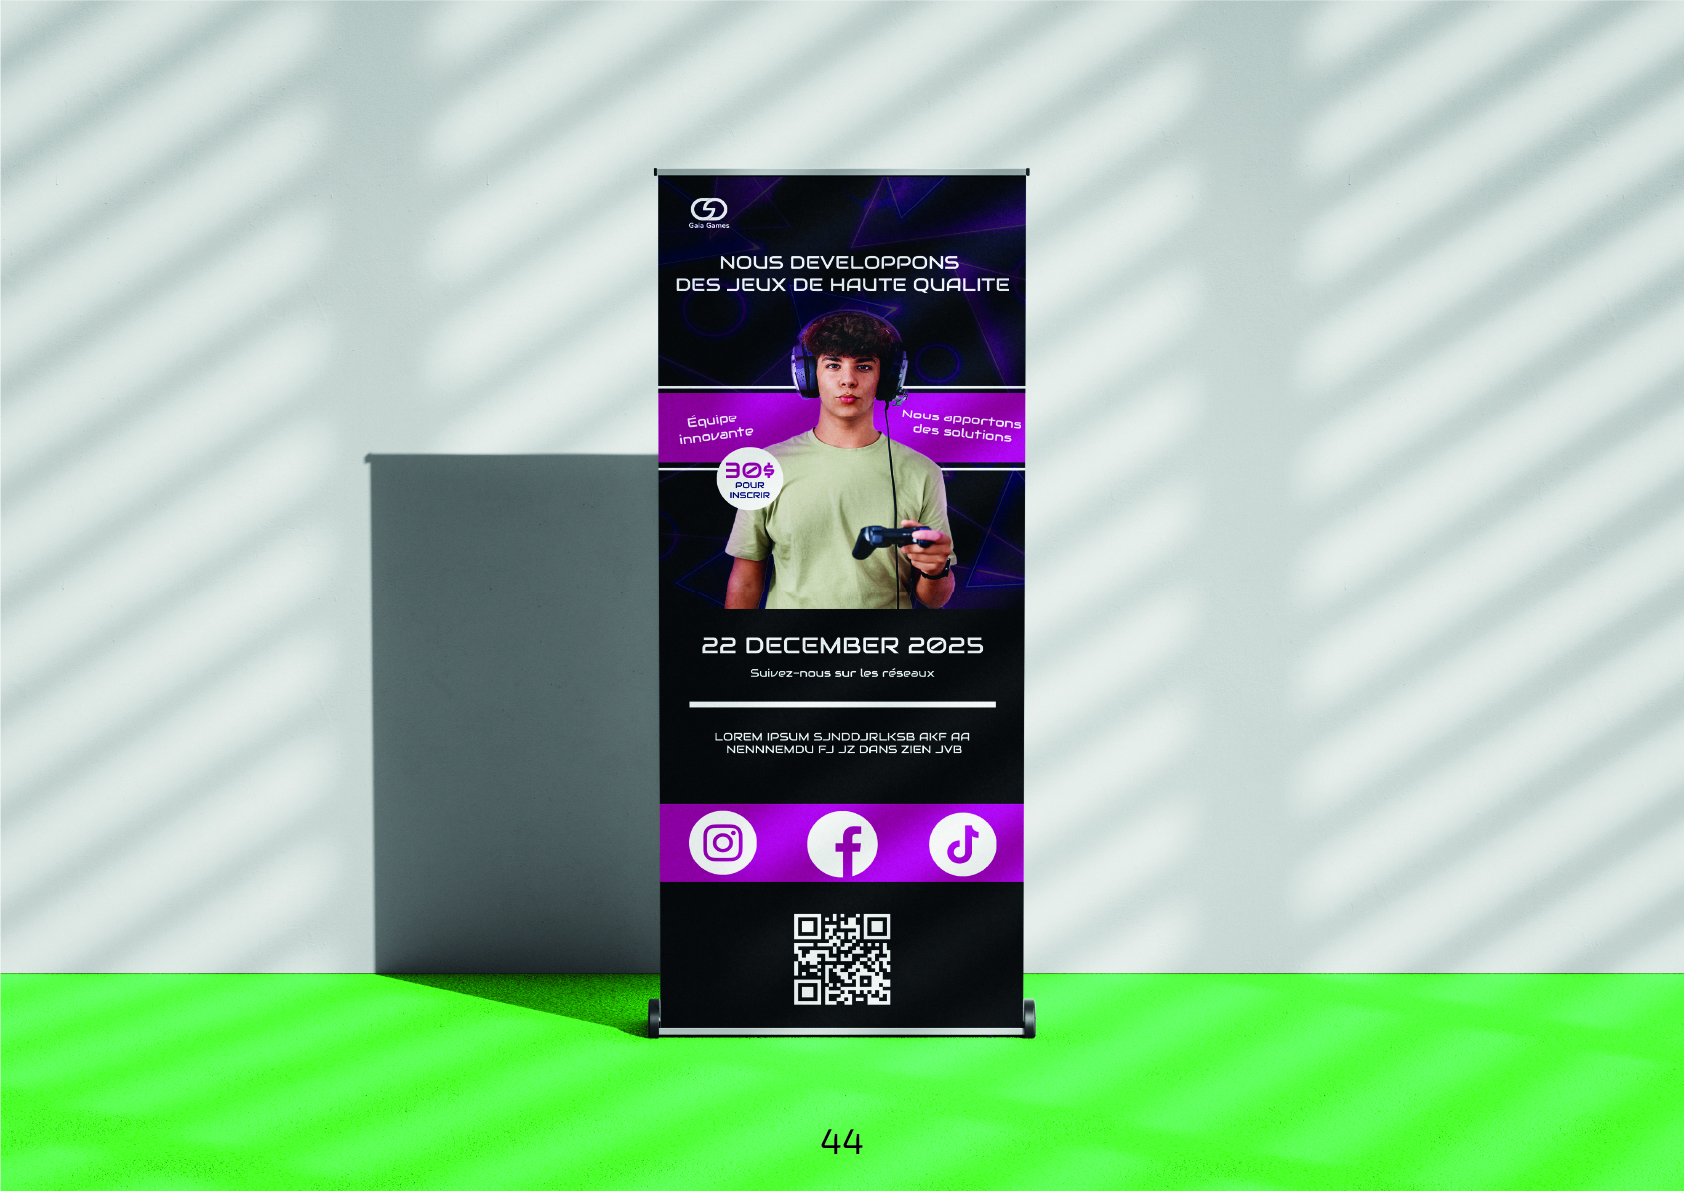 Gaia Games
NOUS DEVELOPPONS
DES JEUX DE HAUTE QUALITE
Équipe
innovante
Nous apportons
des solutions
30$
POUR
INSCRIR
22 DECEMBER 2025
Suivez-nous sur les réseaux
LOREM IPSUM SJNDDJRLKSB AKF AA
NENNNEMDU FJ JZ DANS ZIEN JVB
44